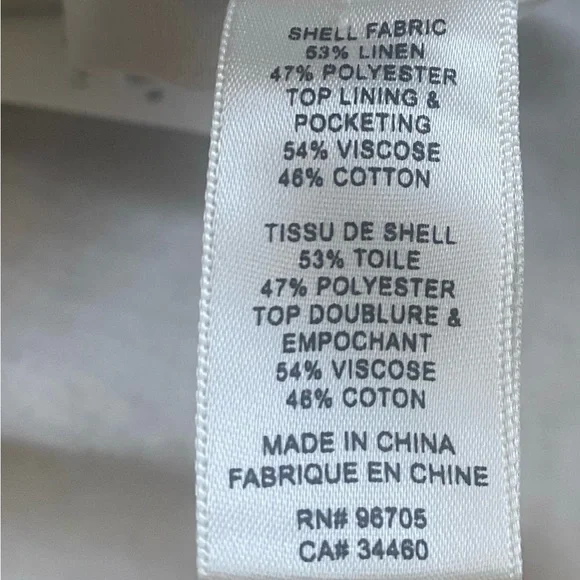 SHELL FABRIC
53% LINEN
47% POLYESTER
TOP LINING &
POCKETING
54% VISCOSE
46% COTTON
TISSU DE SHELL
53% TOILE
47% POLYESTER
TOP DOUBLURE &
EMPOCHANT
54% VISCOSE
46% COTON
MADE IN CHINA
FABRIQUE EN CHINE
RN# 96705
CA# 34460